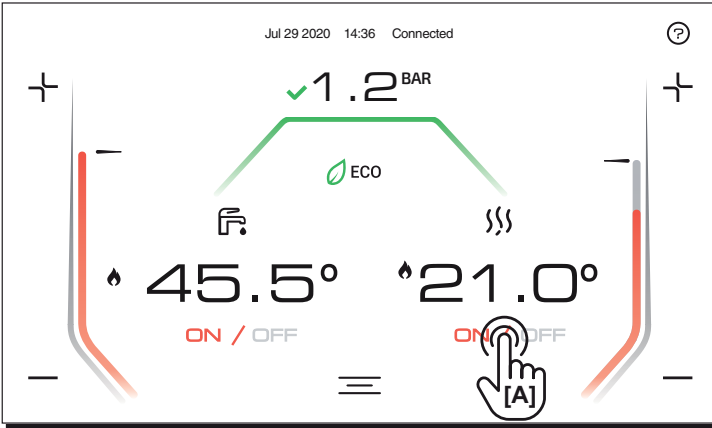 Jul 29 2020 14:36 Connected
?
1.2 BAR
ECO
45.5° 21.0°
ON / OFF ON / OFF
[A]